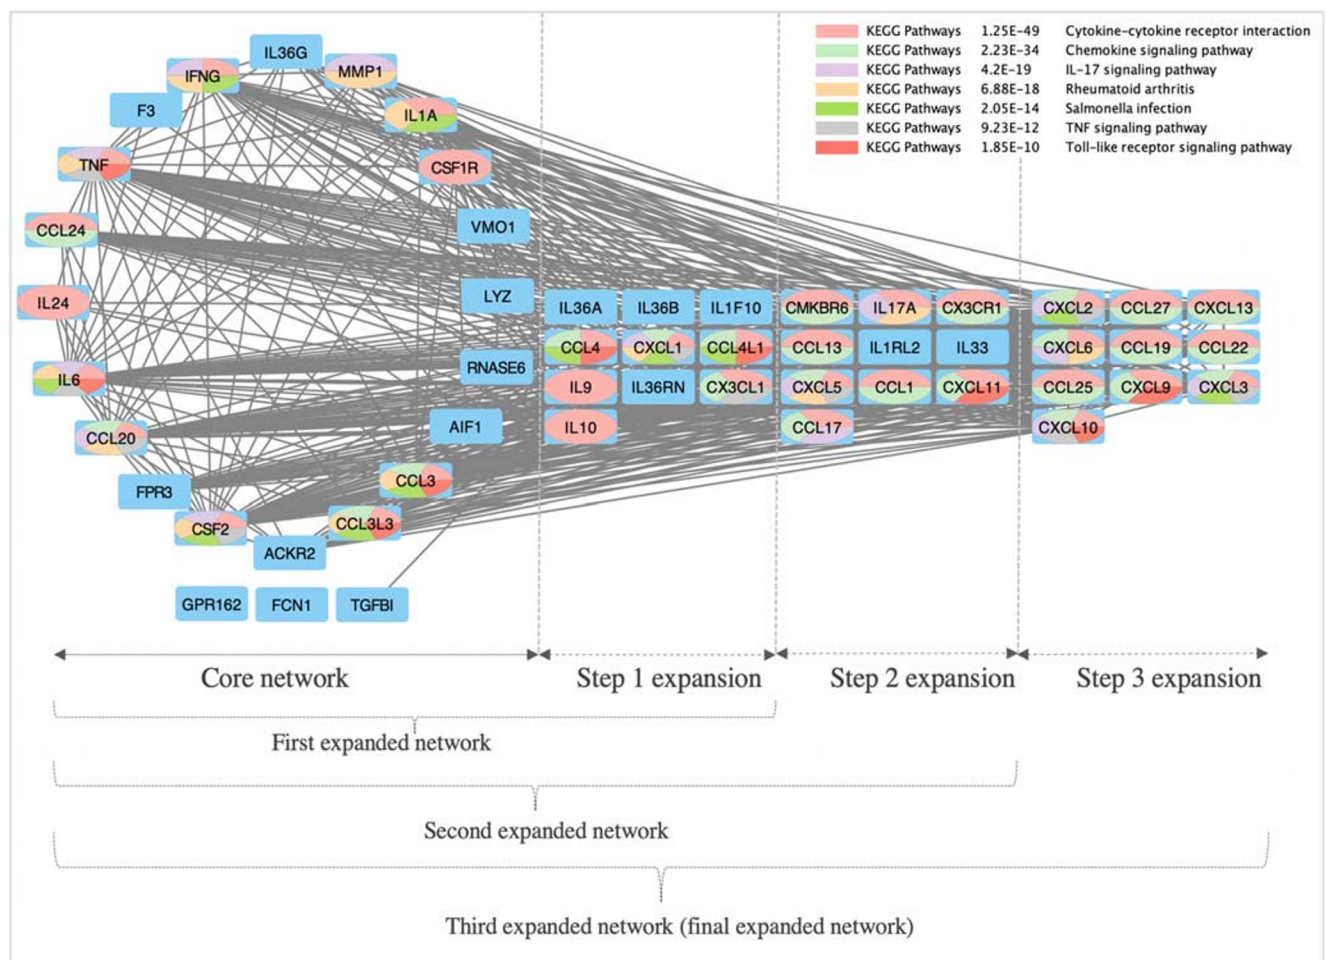 KEGG Pathways 1.25E-49 Cytokine-cytokine receptor interaction
KEGG Pathways 2.23E-34 Chemokine signaling pathway
KEGG Pathways 4.2E-19 IL-17 signaling pathway
KEGG Pathways 6.88E-18 Rheumatoid arthritis
KEGG Pathways 2.05E-14 Salmonella infection
KEGG Pathways 9.23E-12 TNF signaling pathway
KEGG Pathways 1.85E-10 Toll-like receptor signaling pathway
IL36G
IFNG
MMP1
F3
IL1A
TNF
CSF1R
CCL24
VMO1
IL24
LYZ
IL6
RNASE6
CCL20
AIF1
FPR3
CCL3
CSF2
CCL3L3
ACKR2
GPR162 FCN1 TGFBI
IL36A IL36B IL1F10 CMKBR6 IL17A CX3CR1 CXCL2 CCL27 CXCL13
CCL4 CXCL1 CCL4L1 CCL13 IL1RL2 IL33 CXCL6 CCL19 CCL22
IL9 IL36RN CX3CL1 CXCL5 CCL1 CXCL11 CCL25 CXCL9 CXCL3
IL10 CCL17 CXCL10
Core network Step 1 expansion Step 2 expansion Step 3 expansion
First expanded network
Second expanded network
Third expanded network (final expanded network)